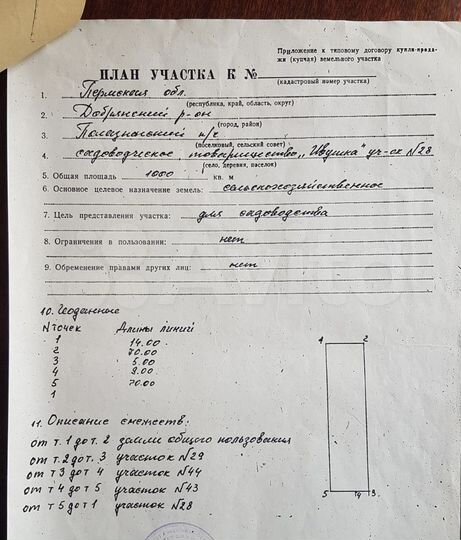 Приложение к типовому договору купли-прода-
жи (купчая) земельного участка
ПЛАН УЧАСТКА К №
(кадастровый номер участка)
1. Пермская обл.
(республика, край, область, округ)
2. Добрянский р-он
(город, район)
3. Полазненский п/с
(поселковый, сельский совет)
4. садоводческое товарищество „Ивушка" уч-ок №28
(село, деревня, поселок)
5. Общая площадь 1000 кв. м
6. Основное целевое назначение земель: сельскохозяйственное
7. Цель представления участка: для садоводства
8. Ограничения в пользовании: нет
9. Обременение правами других лиц: нет
10. Геоданные
N точек Длины линий
1 14.00
2 70.00
3 5.00
4 9.00
5 70.00
1
1 2
11. Описание смежеств:
от т. 1 до т. 2 земли общего пользования
от т. 2 до т. 3 участок №29
от т 3 до т 4 участок №44
от т 4 до т 5 участок №43
от т 5 до т 1 участок №28
5 4 3